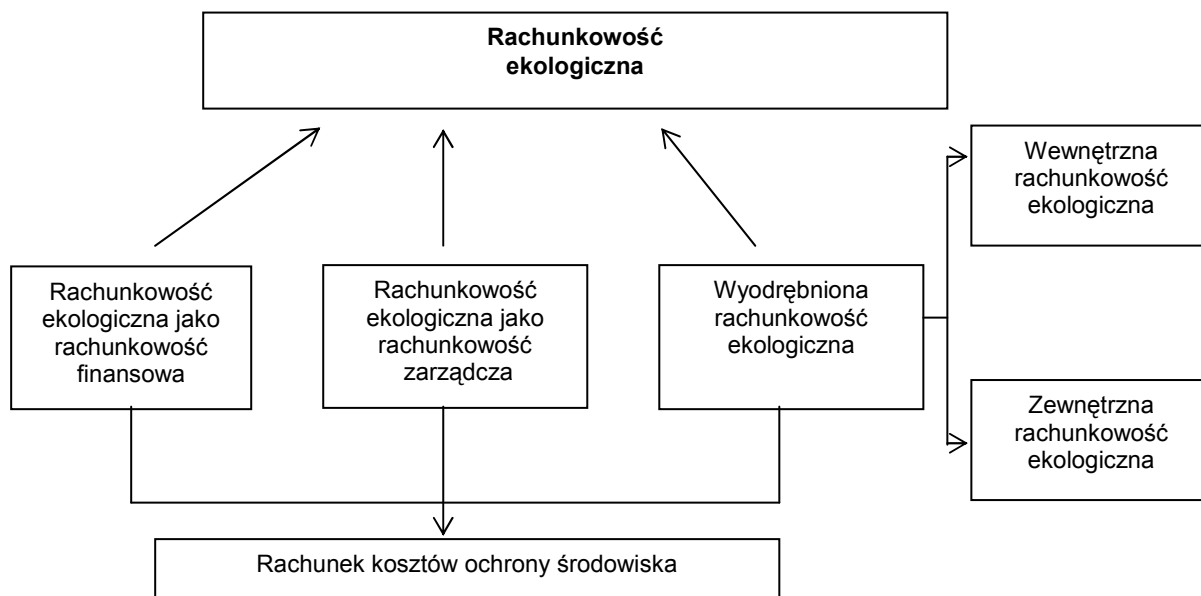 Rachunkowość
ekologiczna
Wewnętrzna
rachunkowość
ekologiczna
Rachunkowość
ekologiczna jako
rachunkowość
finansowa
Rachunkowość
ekologiczna jako
rachunkowość
zarządcza
Wyodrębniona
rachunkowość
ekologiczna
Zewnętrzna
rachunkowość
ekologiczna
Rachunek kosztów ochrony środowiska